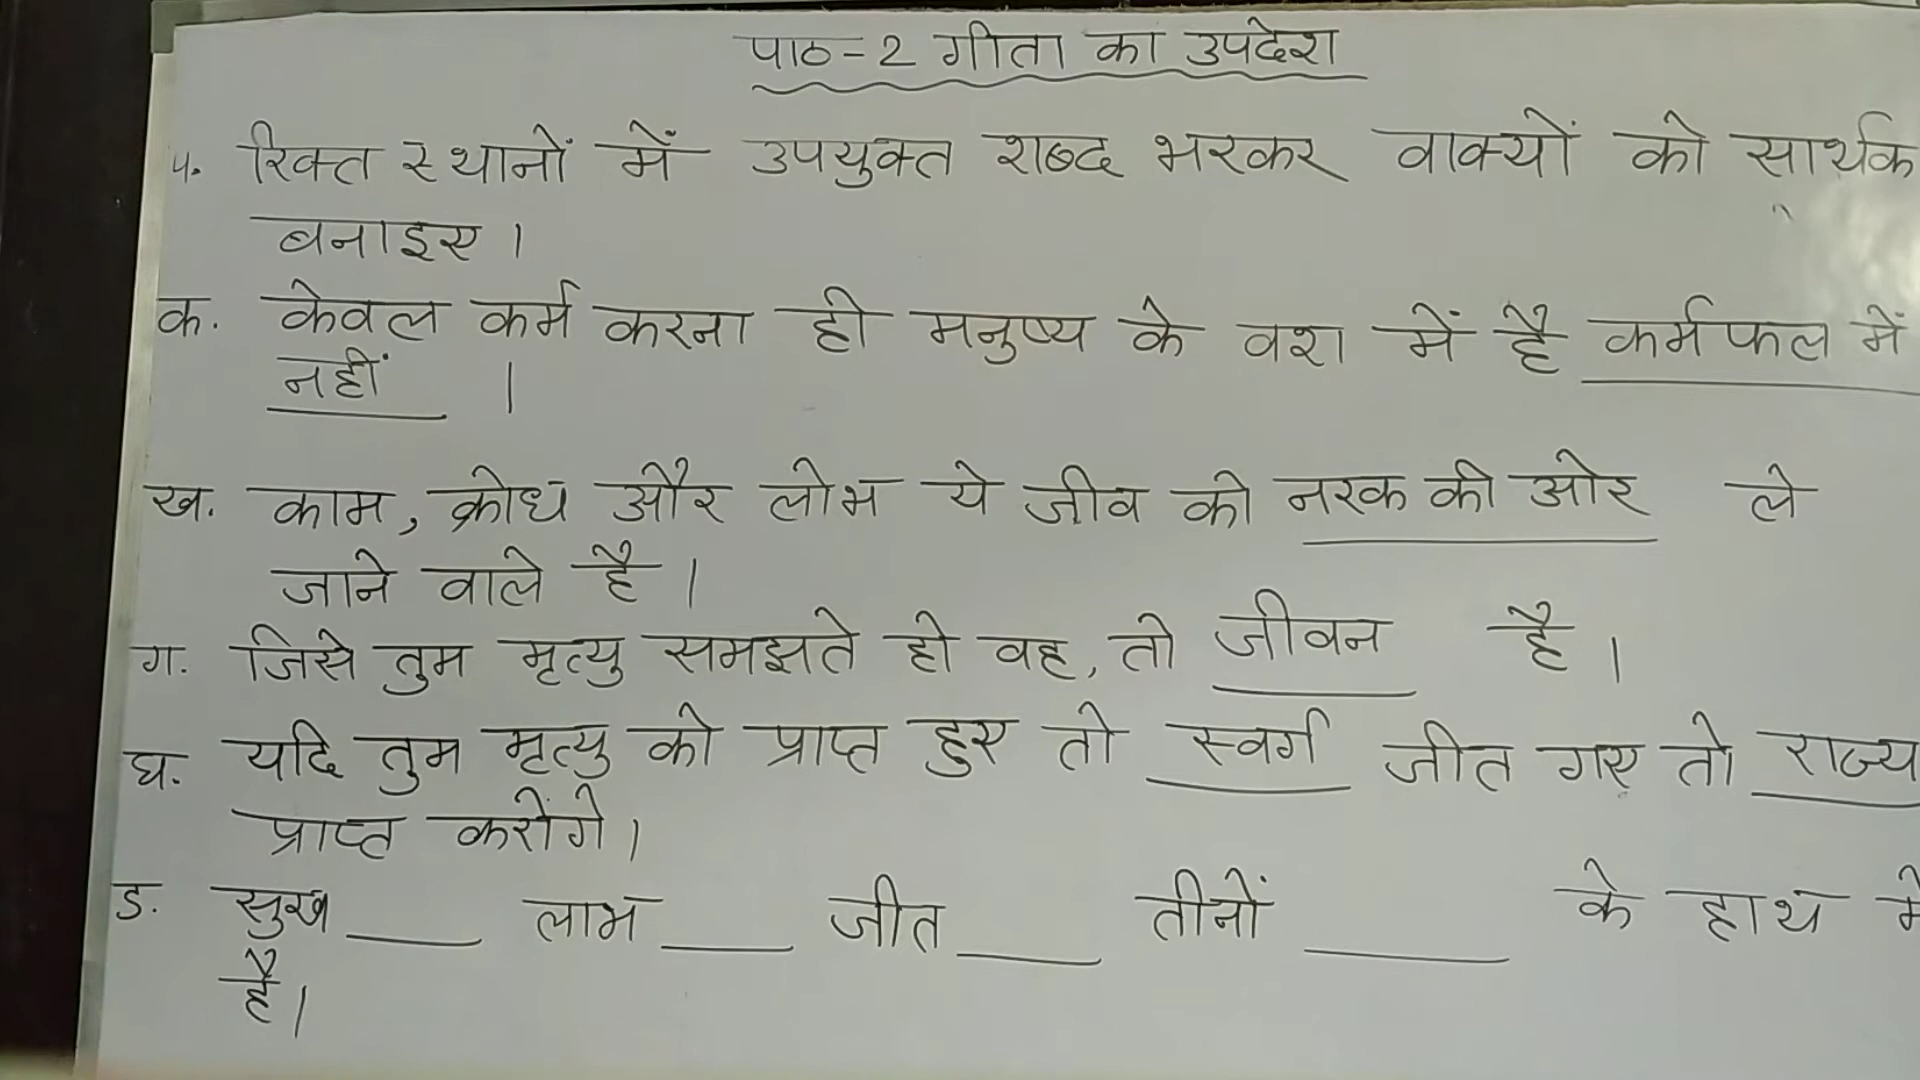 पाठ-2 गीता का उपदेश
५. रिक्त स्थानों में उपयुक्त शब्द भरकर वाक्यों को सार्थक
बनाइए।
क. केवल कर्म करना ही मनुष्य के वश में है कर्मफल में
नहीं ।
ख. काम, क्रोध और लोभ ये जीव को नरक की ओर ले
जाने वाले है।
ग. जिसे तुम मृत्यु समझते हो वह, तो जीवन है।
घ. यदि तुम मृत्यु को प्राप्त हुए तो स्वर्ग जीत गए तो राज्य
प्राप्त करोंगे।
ड. सुख ___ लाभ ___ जीत ___ तीनों ___ के हाथ में
है।